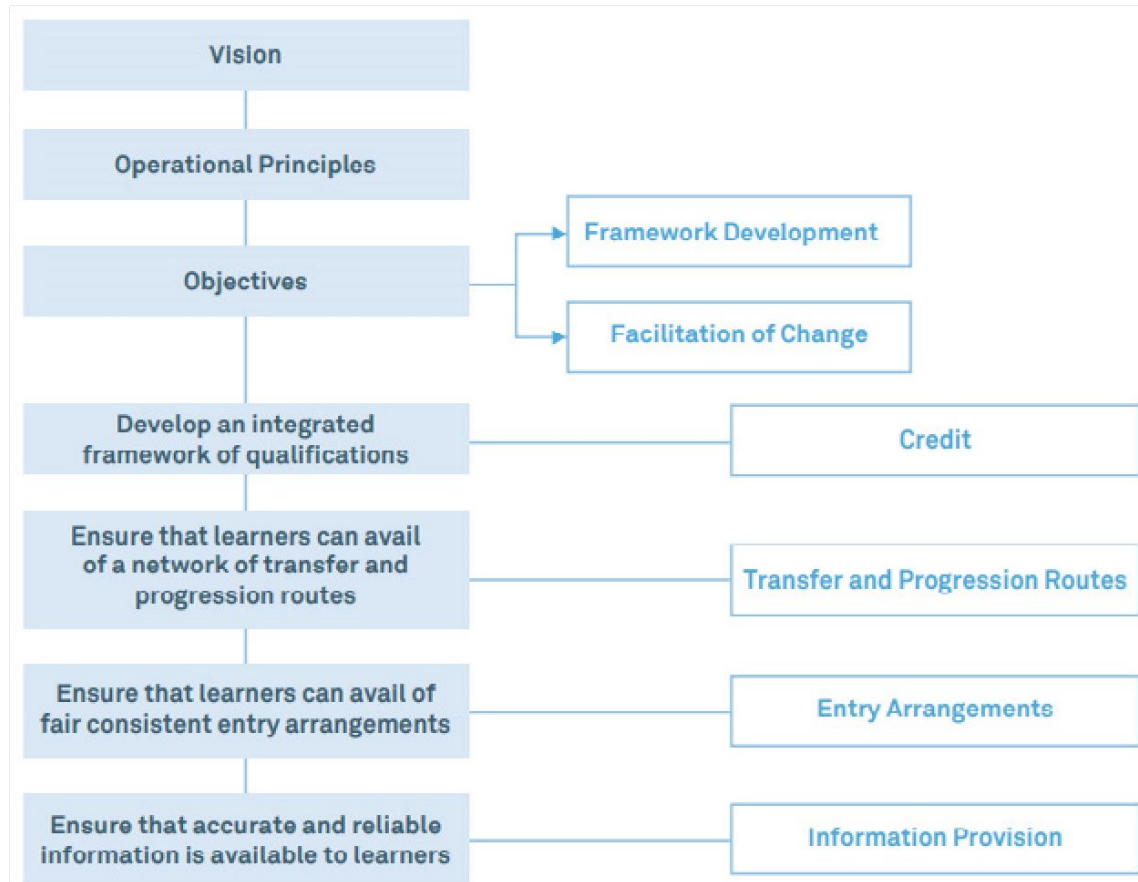 Vision
Operational Principles
Objectives
Framework Development
Facilitation of Change
Develop an integrated
framework of qualifications
Credit
Ensure that learners can avail
of a network of transfer and
progression routes
Transfer and Progression Routes
Ensure that learners can avail of
fair consistent entry arrangements
Entry Arrangements
Ensure that accurate and reliable
information is available to learners
Information Provision